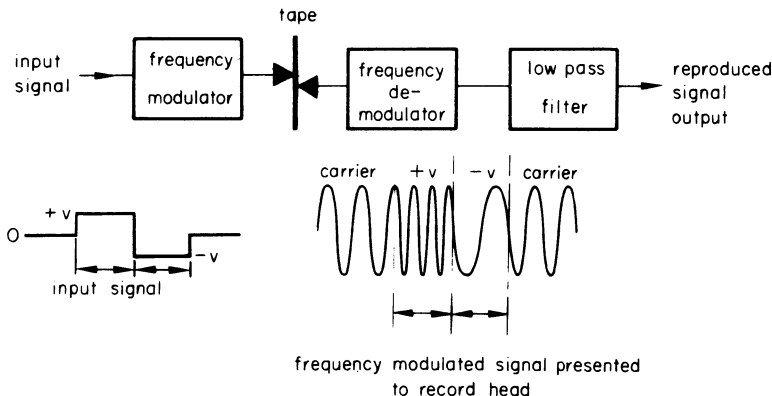 tape
input
signal
frequency
modulator
frequency
de-
modulator
low pass
filter
reproduced
signal
output
carrier
+v
-v
carrier
+v
O
-v
input signal
frequency modulated signal presented
to record head